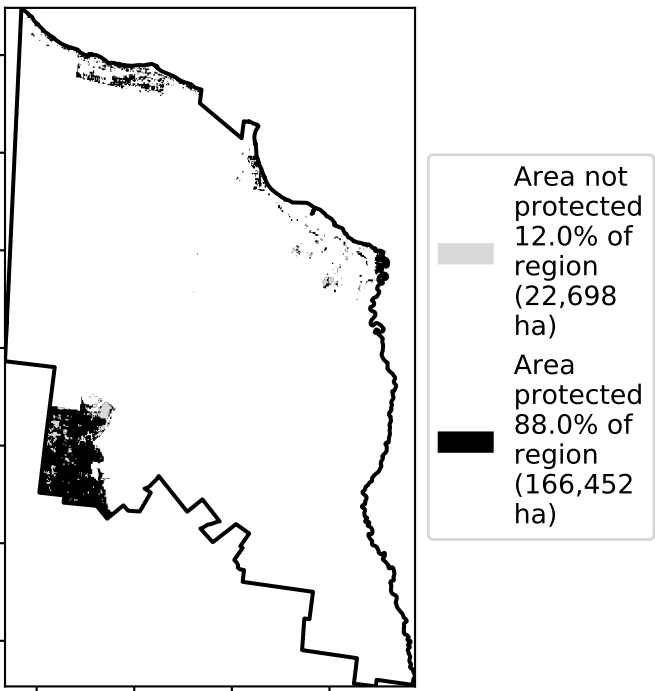 Area not
protected
12.0% of
region
(22,698
ha)
Area
protected
88.0% of
region
(166,452
ha)